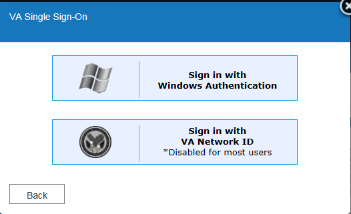 VA Single Sign-On
Sign in with
Windows Authentication
Sign in with
VA Network ID
*Disabled for most users
Back